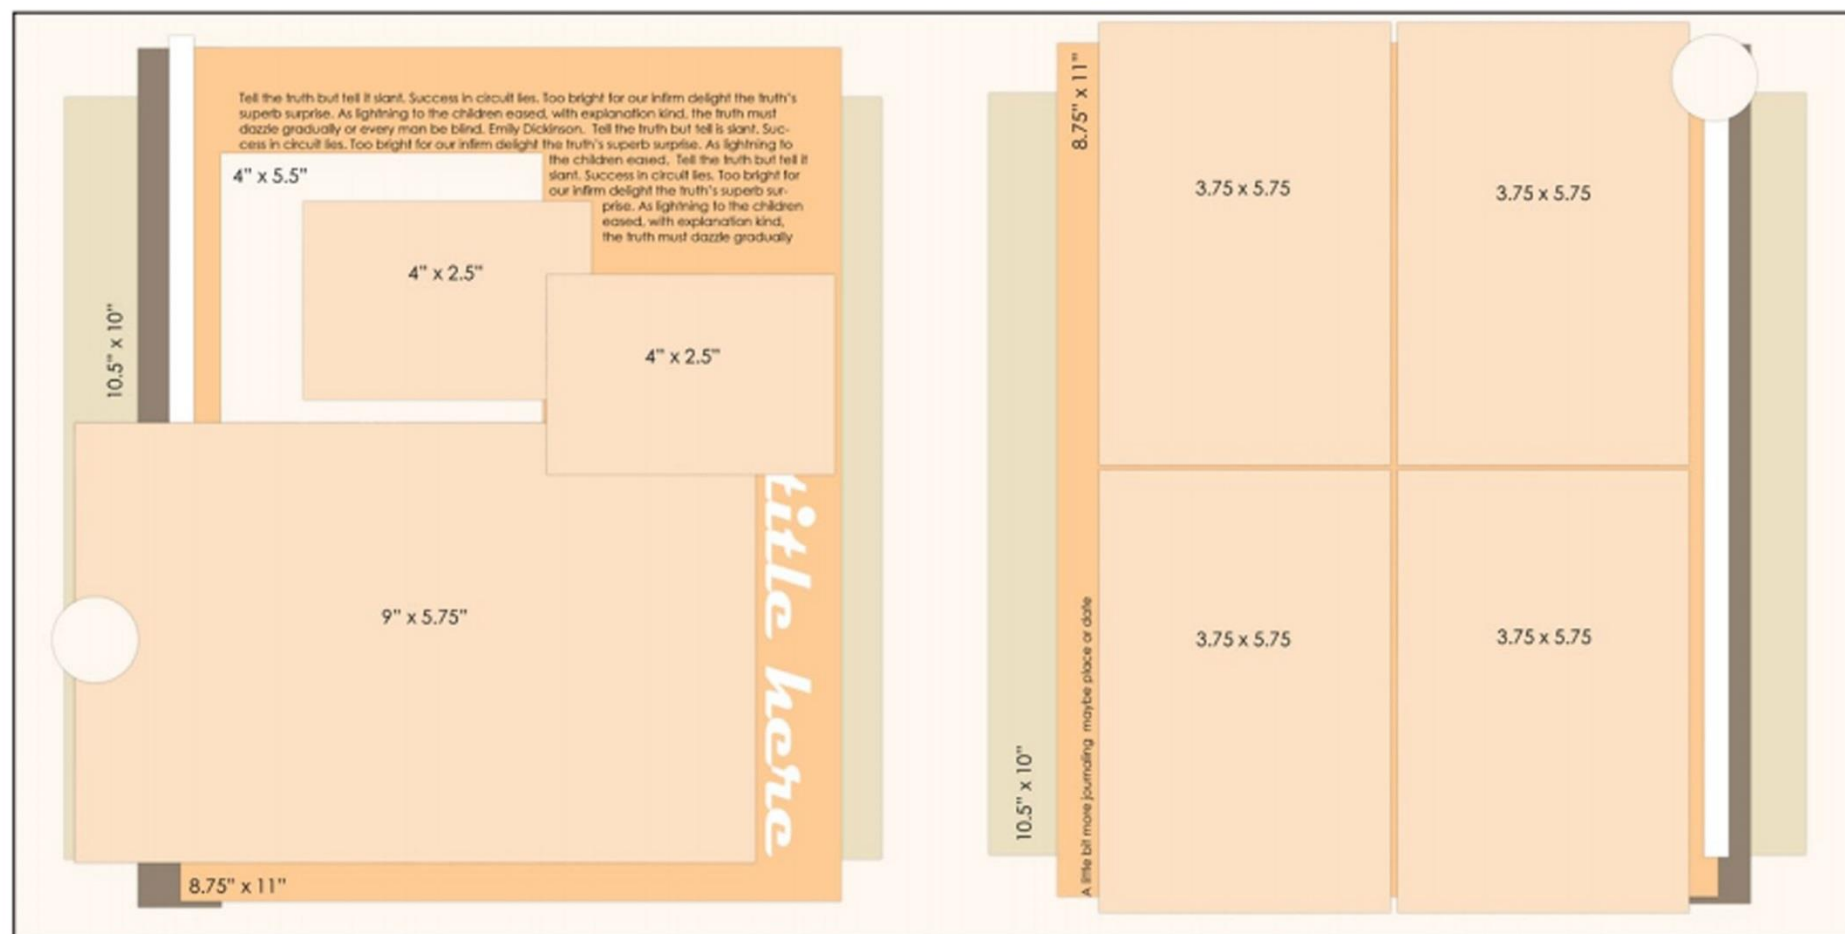 Tell the truth but tell it slant. Success in circuit lies. Too bright for our infirm delight the truth's
superb surprise. As lightning to the children eased, with explanation kind, the truth must
dazzle gradually or every man be blind. Emily Dickinson.  Tell the truth but tell is slant. Suc-
cess in circuit lies. Too bright for our infirm delight the truth's superb surprise. As lightning to
the children eased.  Tell the truth but tell it
slant. Success in circuit lies. Too bright for
our infirm delight the truth's superb sur-
prise. As lightning to the children
eased, with explanation kind,
the truth must dazzle gradually
4" x 5.5"
4" x 2.5"
4" x 2.5"
10.5" x 10"
9" x 5.75"
title here
8.75" x 11"
8.75" x 11"
3.75 x 5.75
3.75 x 5.75
3.75 x 5.75
3.75 x 5.75
A little bit more journaling  maybe place or date
10.5" x 10"